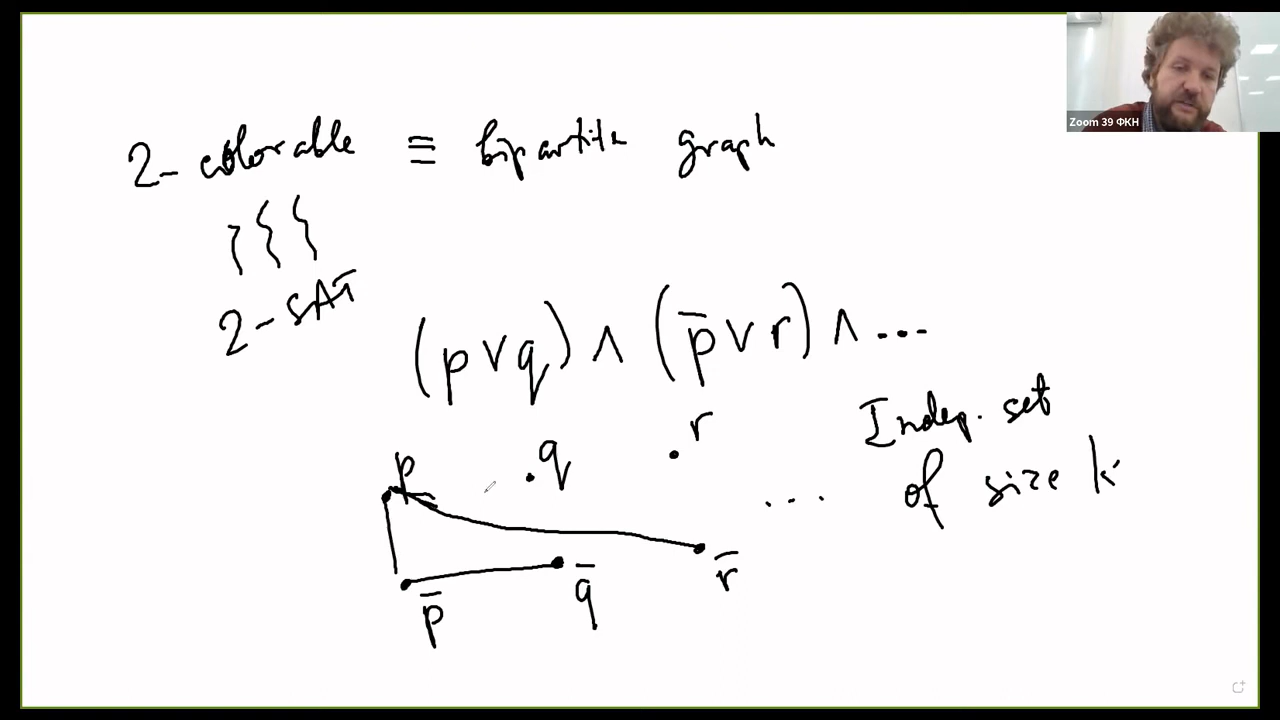 Zoom 39 ФКН
2-colorable ≡ bipartite graph
2-SAT
(p ∨ q) ∧ (p̅ ∨ r) ∧ ...
Indep. set
of size k
p q r ...
p̅ q̅ r̅